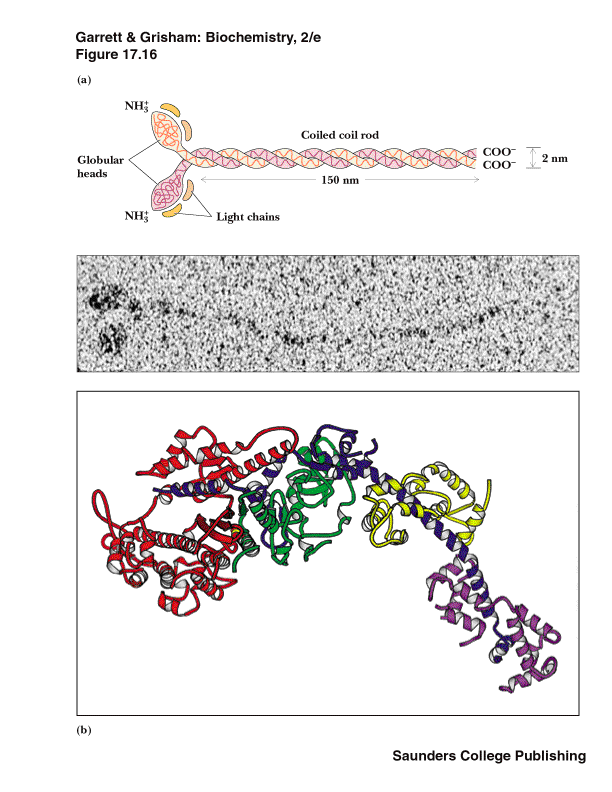 Garrett & Grisham: Biochemistry, 2/e
Figure 17.16
(a)
NH₃⁺
Coiled coil rod
COO⁻
COO⁻
2 nm
Globular
heads
150 nm
NH₃⁺
Light chains
(b)
Saunders College Publishing